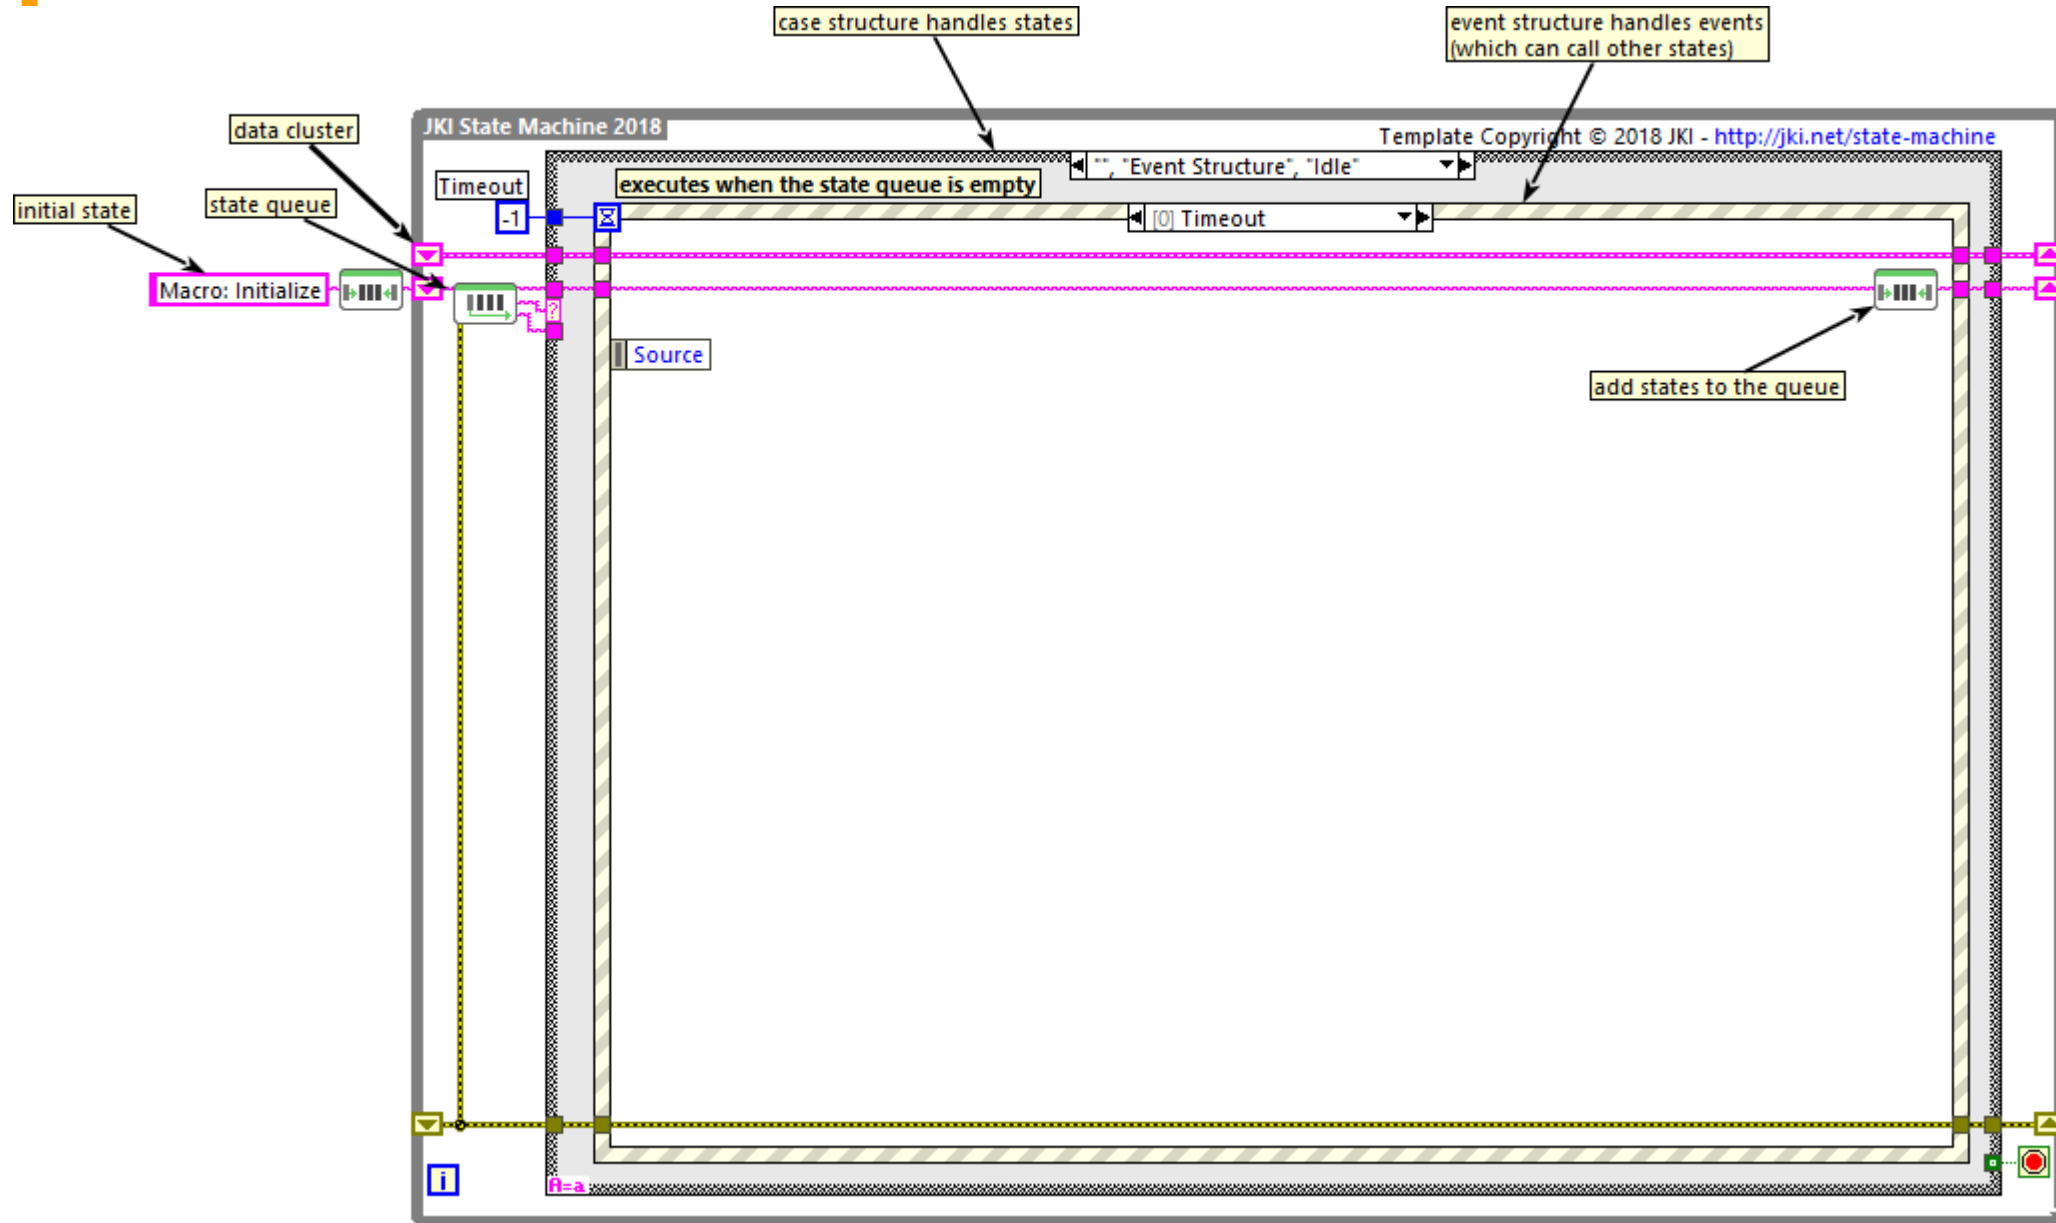 case structure handles states
event structure handles events
(which can call other states)
data cluster
JKI State Machine 2018
Template Copyright © 2018 JKI - http://jki.net/state-machine
"", "Event Structure", "Idle"
Timeout
executes when the state queue is empty
initial state
state queue
-1
[0] Timeout
Macro: Initialize
?
Source
add states to the queue
i
A=a